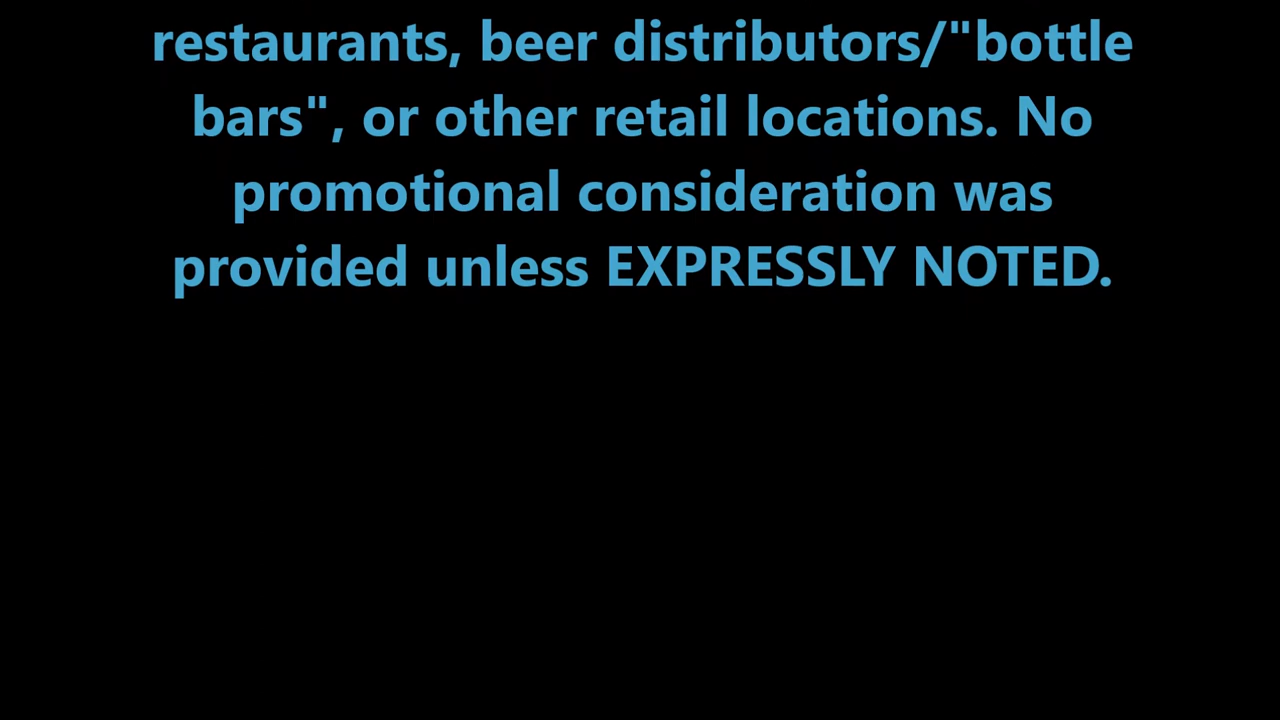 restaurants, beer distributors/"bottle
bars", or other retail locations. No
promotional consideration was
provided unless EXPRESSLY NOTED.